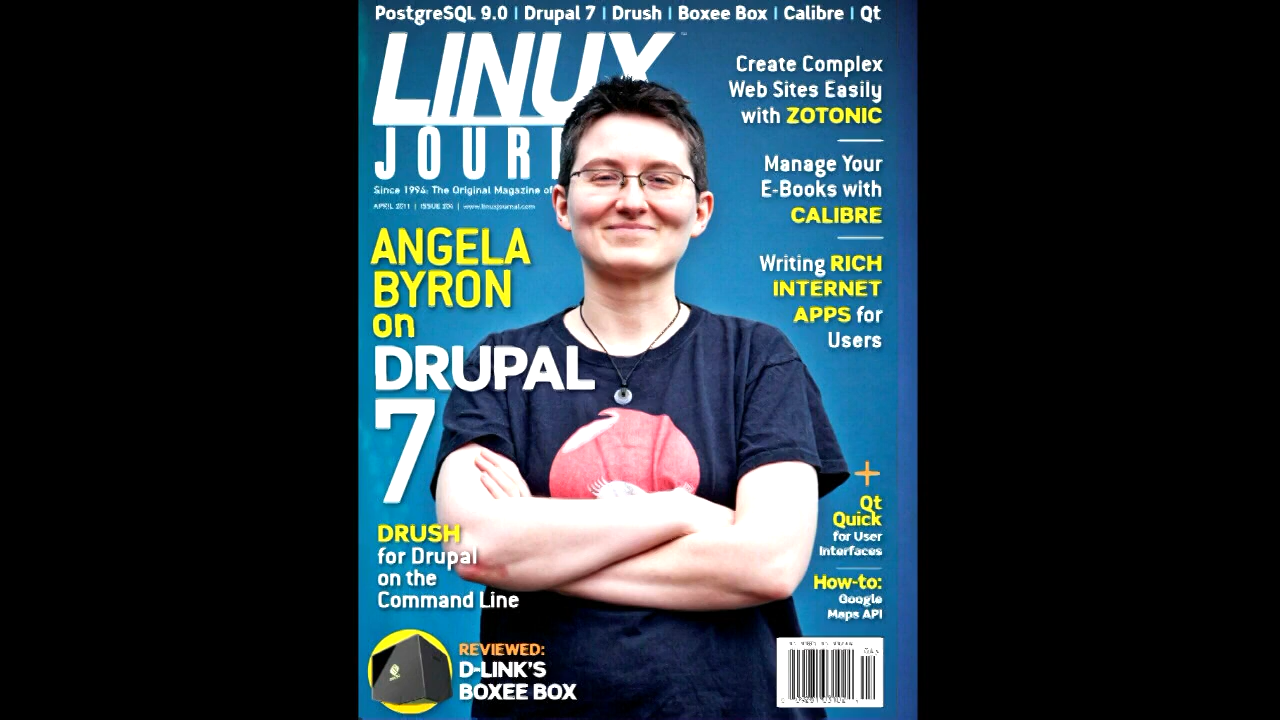 PostgreSQL 9.0 | Drupal 7 | Drush | Boxee Box | Calibre | Qt
LINUX
JOUR
Since 1994: The Original Magazine of
APRIL 2011 | ISSUE 204 | www.linuxjournal.com
Create Complex
Web Sites Easily
with ZOTONIC
Manage Your
E-Books with
CALIBRE
Writing RICH
INTERNET
APPS for
Users
ANGELA
BYRON
on
DRUPAL
7
DRUSH
for Drupal
on the
Command Line
REVIEWED:
D-LINK'S
BOXEE BOX
+
Qt
Quick
for User
Interfaces
How-to:
Google
Maps API